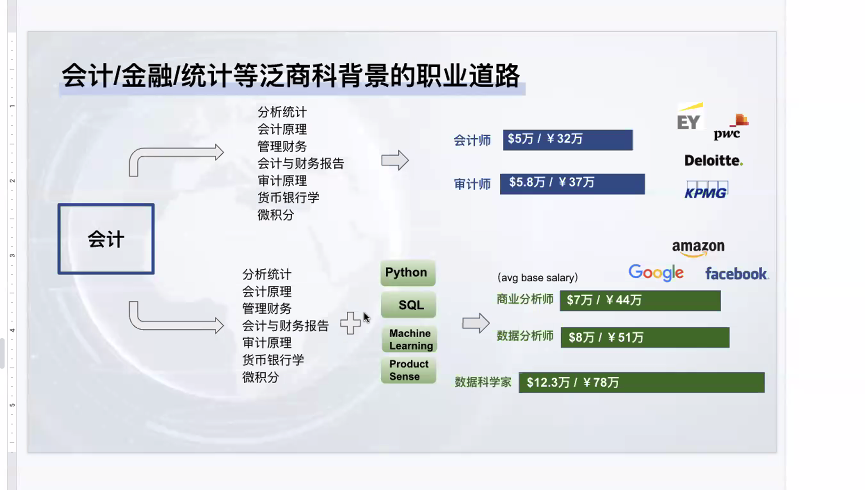 会计/金融/统计等泛商科背景的职业道路
会计
分析统计
会计原理
管理财务
会计与财务报告
审计原理
货币银行学
微积分
会计师
$5万 / ￥32万
审计师
$5.8万 / ￥37万
EY
pwc
Deloitte.
KPMG
分析统计
会计原理
管理财务
会计与财务报告
审计原理
货币银行学
微积分
Python
SQL
Machine
Learning
Product
Sense
amazon
Google
facebook.
(avg base salary)
商业分析师
$7万 / ￥44万
数据分析师
$8万 / ￥51万
数据科学家
$12.3万 / ￥78万
1
2
3
4
5